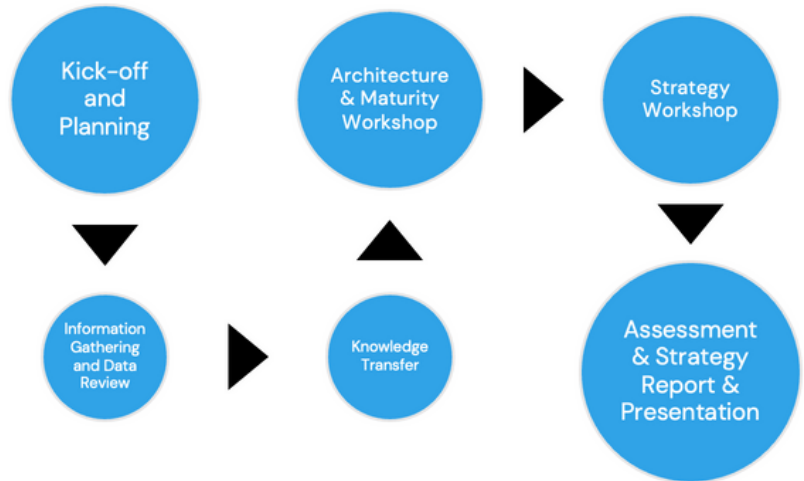 Kick-off
and
Planning
Information
Gathering
and Data
Review
Knowledge
Transfer
Architecture
& Maturity
Workshop
Strategy
Workshop
Assessment
& Strategy
Report &
Presentation